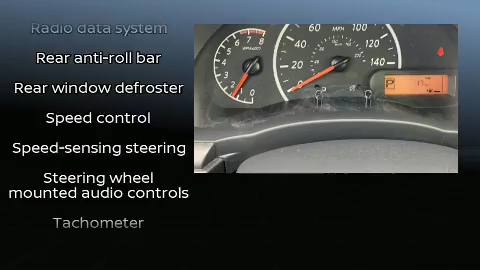 Radio data system
Rear anti-roll bar
Rear window defroster
Speed control
Speed-sensing steering
Steering wheel
mounted audio controls
Tachometer
8
7
6
5
4
3
2
1
0
60
MPH
100
40
120
20
140
0
P